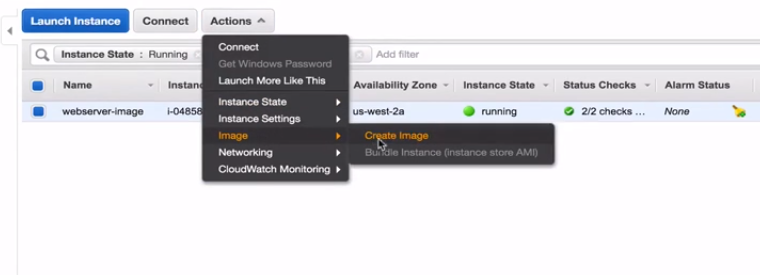 Launch Instance Connect Actions
Connect
Get Windows Password
Launch More Like This
Instance State
Instance Settings
Image
Networking
CloudWatch Monitoring
Create Image
Bundle Instance (instance store AMI)
Instance State : Running Add filter
Name Instanc Availability Zone Instance State Status Checks Alarm Status
webserver-image i-04858 us-west-2a running 2/2 checks ... None